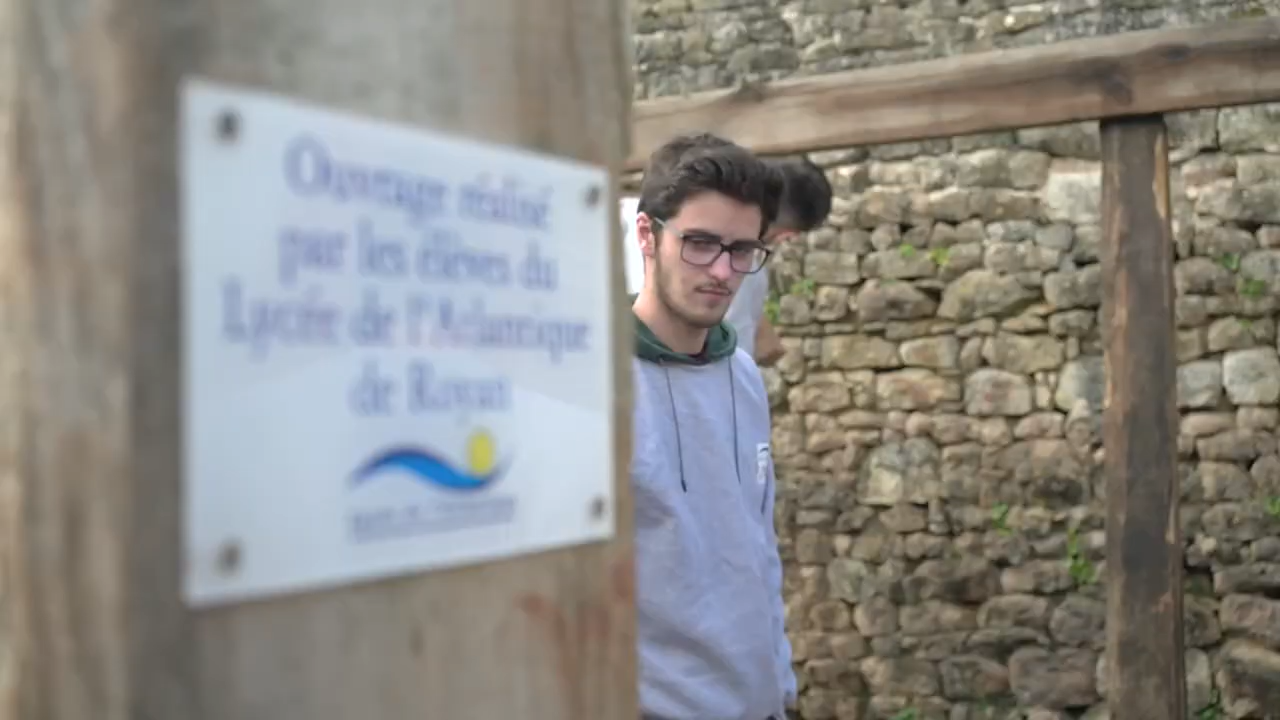 Ouvrage réalisé
par les élèves du
Lycée de l'Atlantique
de Royan